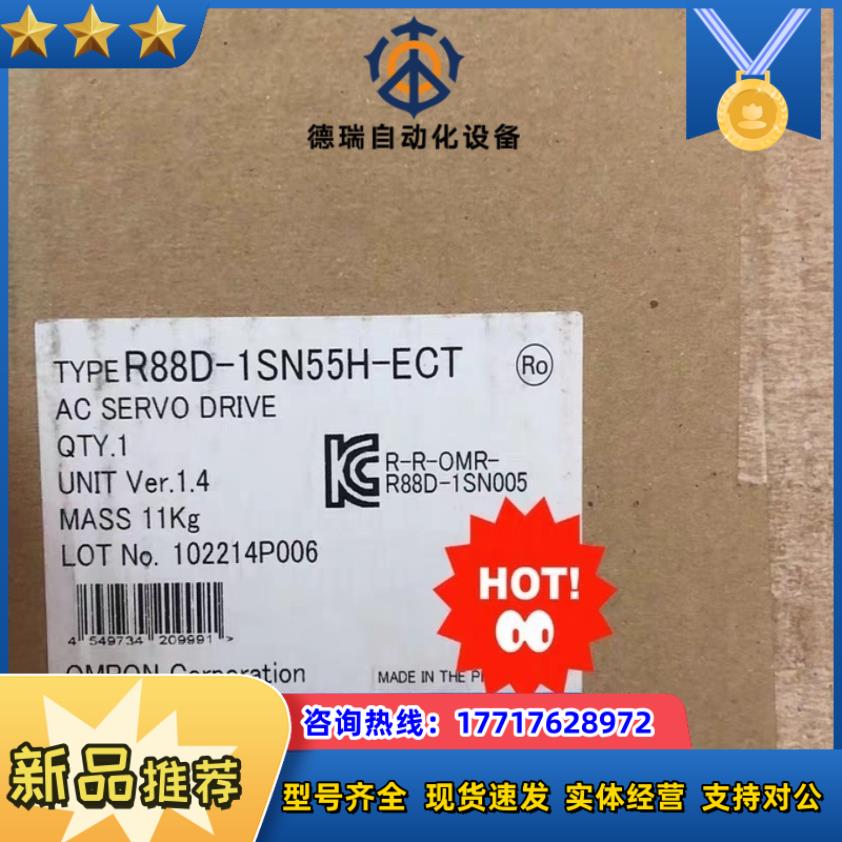 德瑞自动化设备
TYPE R88D-1SN55H-ECT
Ro
AC SERVO DRIVE
QTY.1
UNIT Ver.1.4
MASS 11Kg
LOT No. 102214P006
R-R-OMR-
R88D-1SN005
4 549734 209991 >
OMRON Corporation
MADE IN THE
HOT!
咨询热线：17717628972
新品推荐
型号齐全 现货速发 实体经营 支持对公